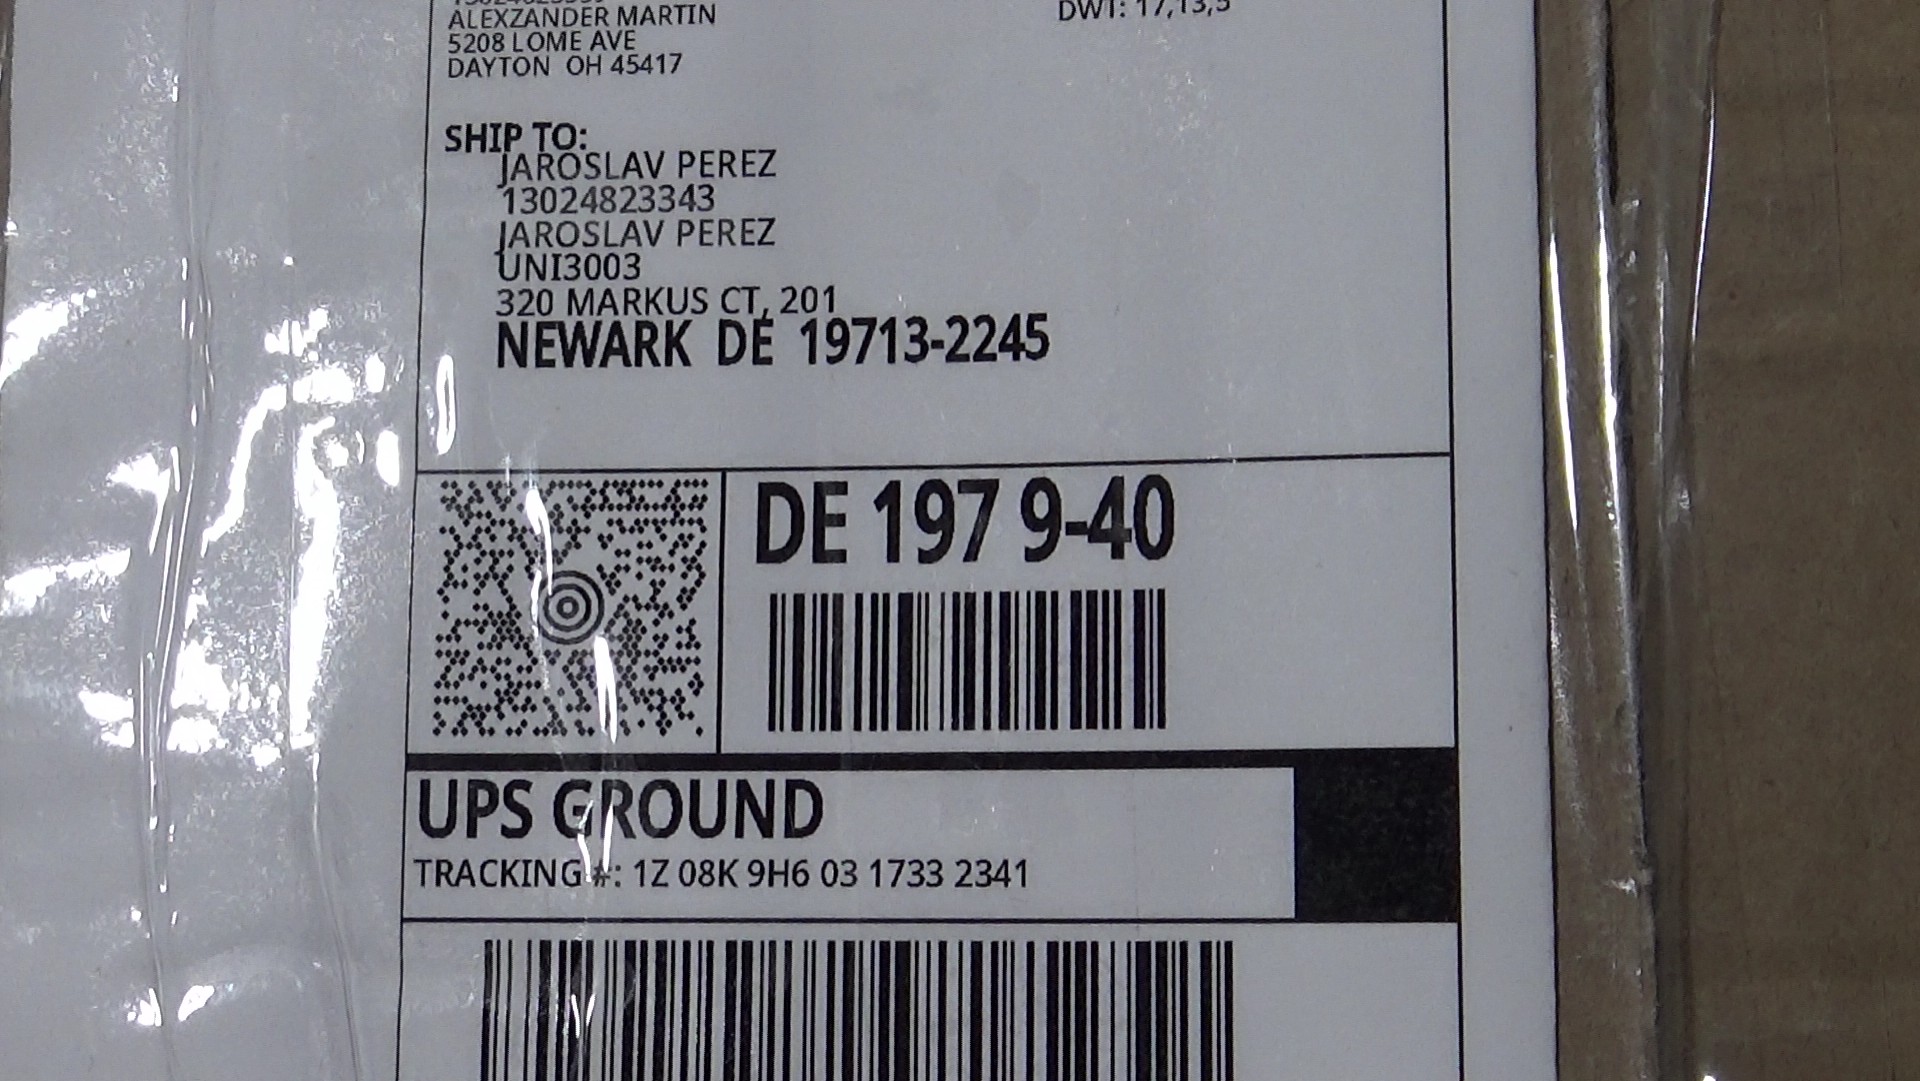 ALEXZANDER MARTIN
5208 LOME AVE
DAYTON OH 45417
DWT: 17,13,5
SHIP TO:
JAROSLAV PEREZ
13024823343
JAROSLAV PEREZ
UNI3003
320 MARKUS CT, 201
NEWARK DE 19713-2245
DE 197 9-40
UPS GROUND
TRACKING #: 1Z 08K 9H6 03 1733 2341